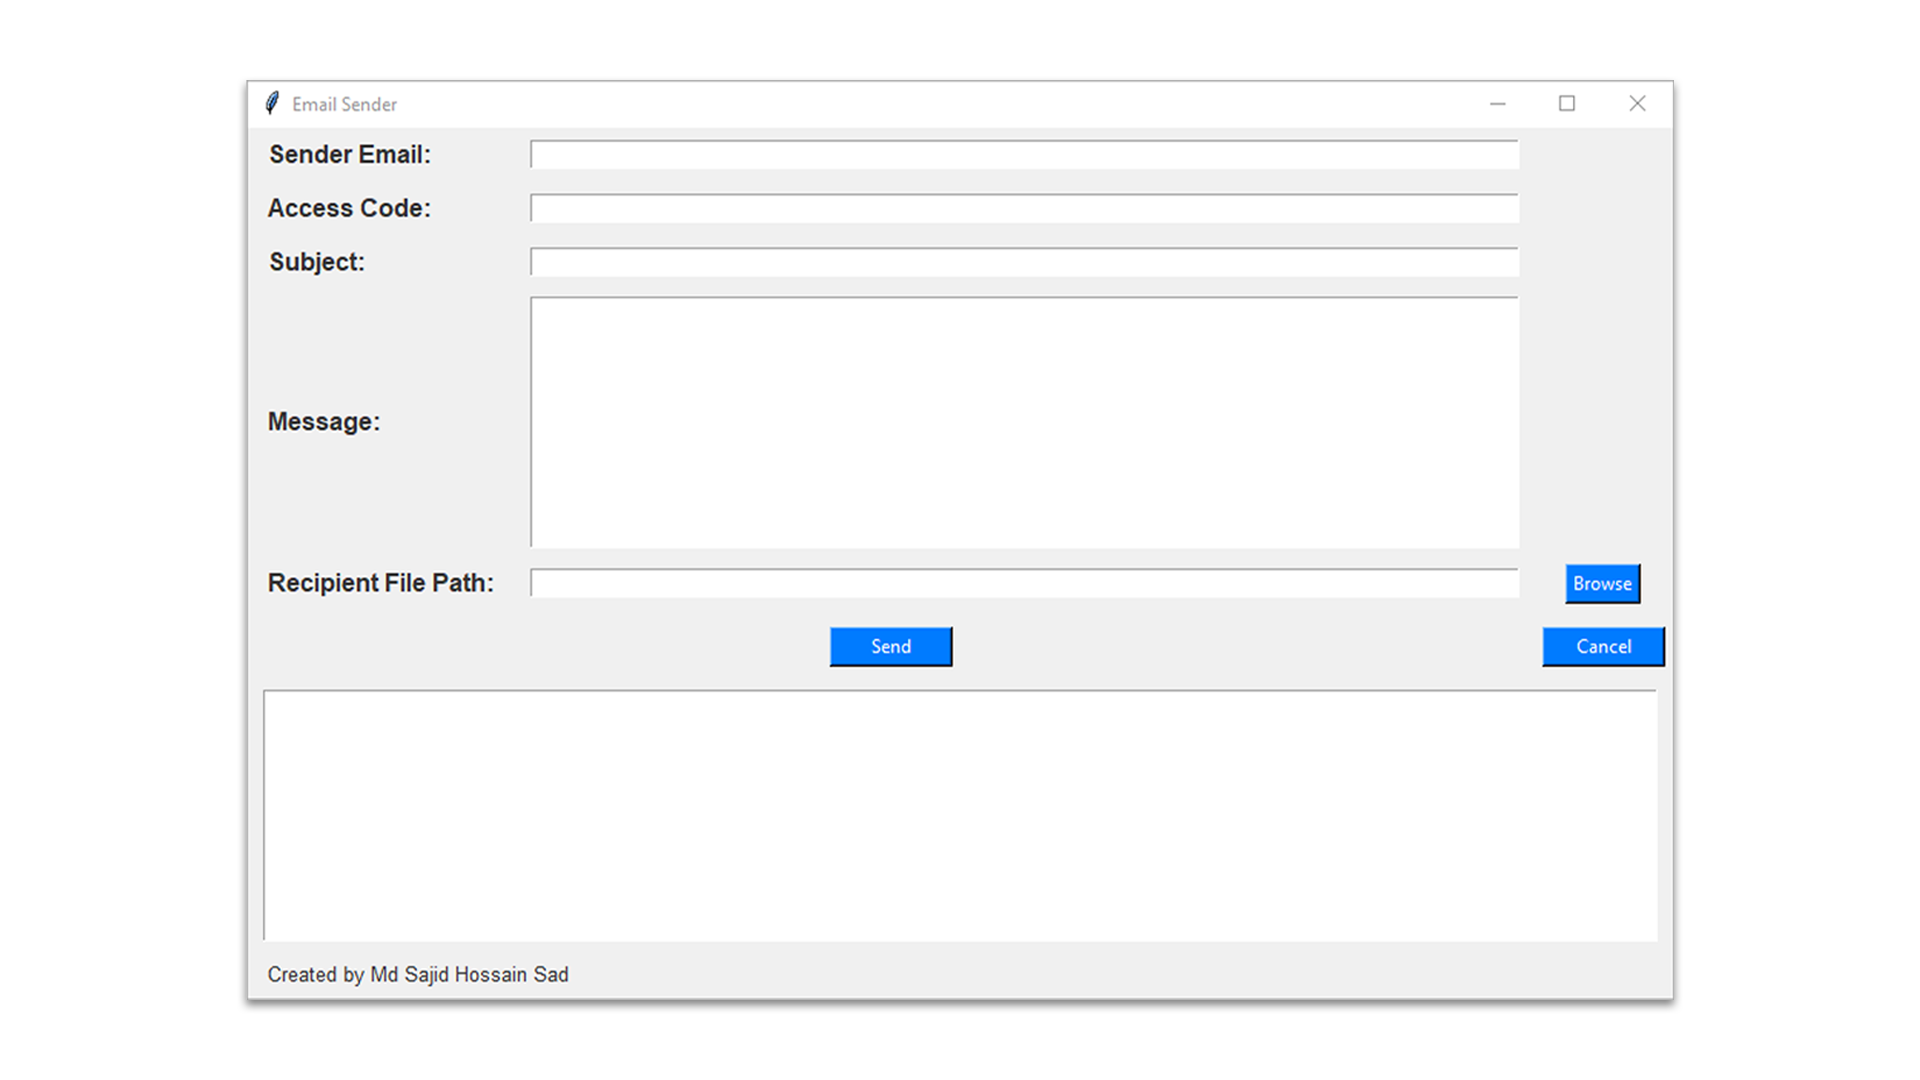 Email Sender
Sender Email:
Access Code:
Subject:
Message:
Recipient File Path:
Browse
Send
Cancel
Created by Md Sajid Hossain Sad